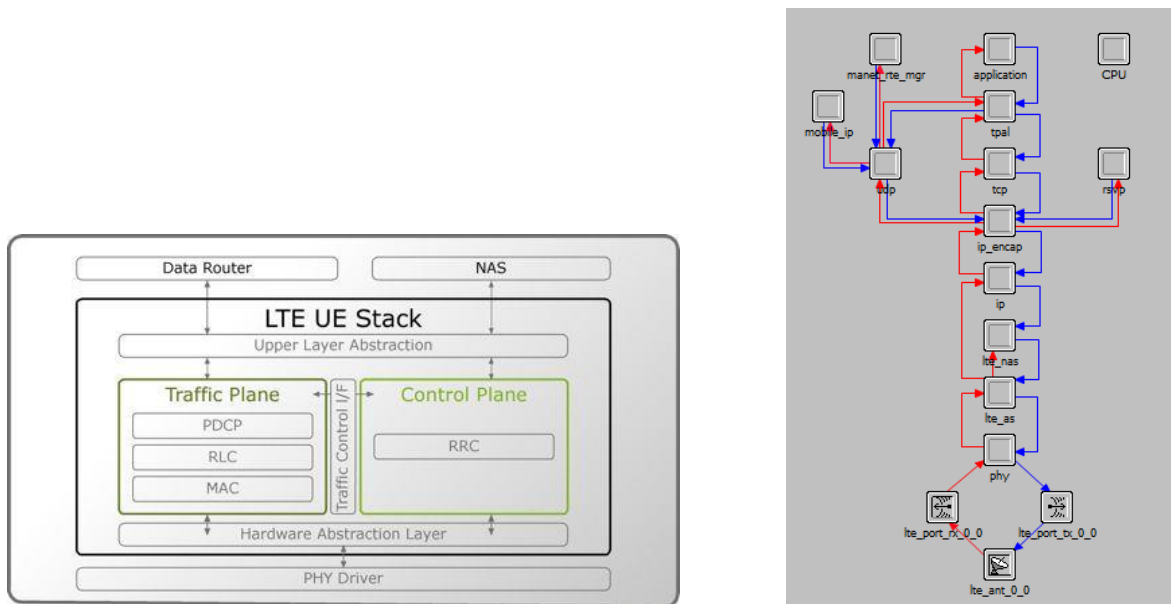 Data Router
NAS
LTE UE Stack
Upper Layer Abstraction
Traffic Plane
Traffic Control I/F
Control Plane
PDCP
RLC
MAC
RRC
Hardware Abstraction Layer
PHY Driver
manet_rte_mgr
application
CPU
mobile_ip
tpal
udp
tcp
rsvp
ip_encap
ip
lte_nas
lte_as
phy
lte_port_rx_0_0
lte_port_tx_0_0
lte_ant_0_0